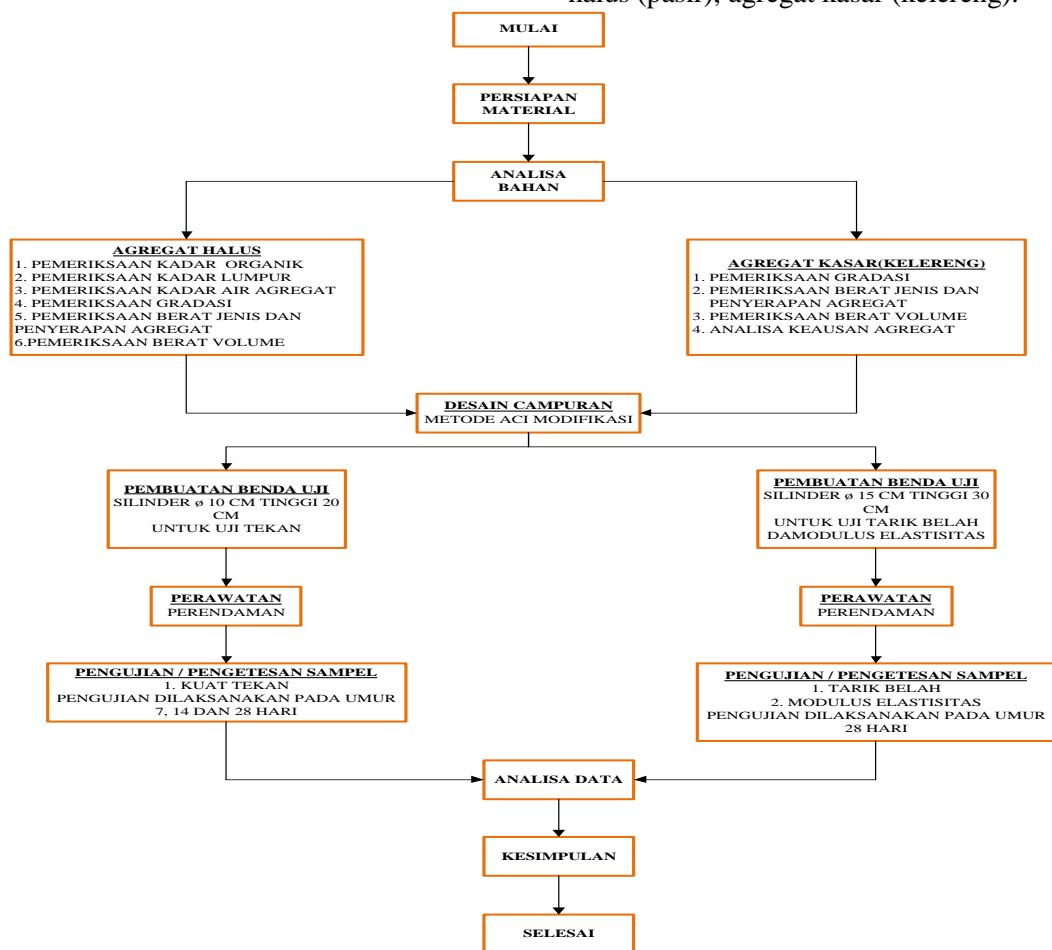 halus (pasir), agregat kasar (kelereng).
MULAI
PERSIAPAN
MATERIAL
ANALISA
BAHAN
AGREGAT HALUS
1. PEMERIKSAAN KADAR ORGANIK
2. PEMERIKSAAN KADAR LUMPUR
3. PEMERIKSAAN KADAR AIR AGREGAT
4. PEMERIKSAAN GRADASI
5. PEMERIKSAAN BERAT JENIS DAN
PENYERAPAN AGREGAT
6.PEMERIKSAAN BERAT VOLUME
AGREGAT KASAR(KELERENG)
1. PEMERIKSAAN GRADASI
2. PEMERIKSAAN BERAT JENIS DAN
PENYERAPAN AGREGAT
3. PEMERIKSAAN BERAT VOLUME
4. ANALISA KEAUSAN AGREGAT
DESAIN CAMPURAN
METODE ACI MODIFIKASI
PEMBUATAN BENDA UJI
SILINDER ø 10 CM TINGGI 20
CM
UNTUK UJI TEKAN
PEMBUATAN BENDA UJI
SILINDER ø 15 CM TINGGI 30
CM
UNTUK UJI TARIK BELAH
DAMODULUS ELASTISITAS
PERAWATAN
PERENDAMAN
PERAWATAN
PERENDAMAN
PENGUJIAN / PENGETESAN SAMPEL
1. KUAT TEKAN
PENGUJIAN DILAKSANAKAN PADA UMUR
7, 14 DAN 28 HARI
PENGUJIAN / PENGETESAN SAMPEL
1. TARIK BELAH
2. MODULUS ELASTISITAS
PENGUJIAN DILAKSANAKAN PADA UMUR
28 HARI
ANALISA DATA
KESIMPULAN
SELESAI